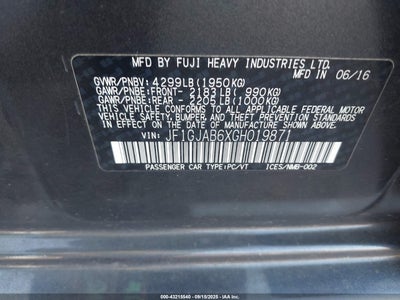 MFD BY FUJI HEAVY INDUSTRIES LTD.
MFD IN 06/16
GVWR/PNBV: 4299LB(1950KG)
GAWR/PNBE:FRONT- 2183LB( 990KG)
GAWR/PNBE:REAR - 2205LB(1000KG)
THIS VEHICLE CONFORMS TO ALL APPLICABLE
FEDERAL MOTOR VEHICLE SAFETY, BUMPER,
AND THEFT PREVENTION STANDARDS IN EFFECT
ON THE DATE OF MANUFACTURE SHOWN ABOVE.
VIN: JF1GJAB6XGH019871
PASSENGER CAR TYPE:PC/VT ICES/NMB-002
000-43215540 - 09/15/2025 - IAA Inc.